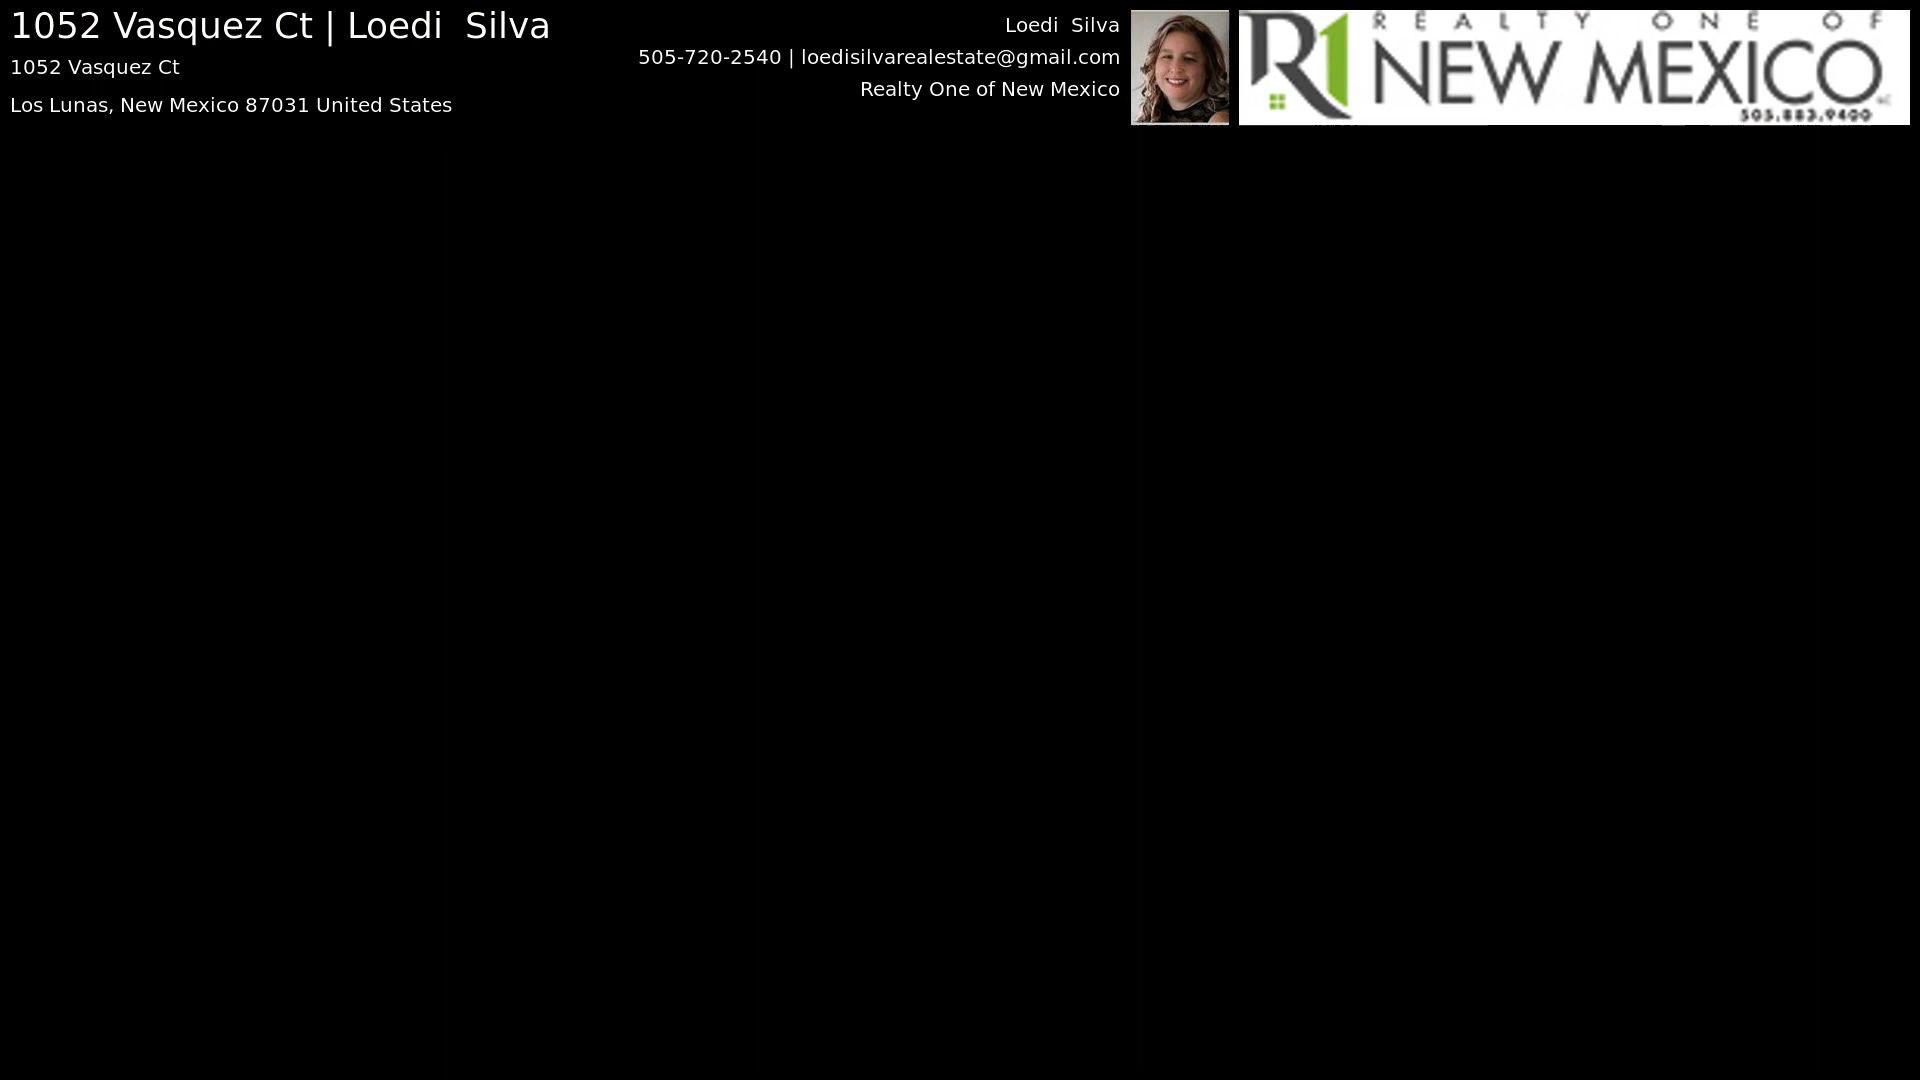 1052 Vasquez Ct | Loedi  Silva
1052 Vasquez Ct
Los Lunas, New Mexico 87031 United States
Loedi  Silva
505-720-2540 | loedisilvarealestate@gmail.com
Realty One of New Mexico
R1
REALTY ONE OF
NEW MEXICO
505.883.9400